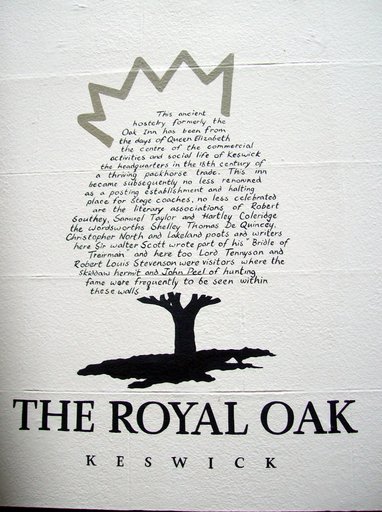 This ancient
hostelry formerly the
Oak Inn has been from
the days of Queen Elizabeth
the centre of the commercial
activities and social life of Keswick
the headquarters in the 18th century of
a thriving packhorse trade. This inn
became subsequently no less renowned
as a posting establishment and halting
place for stage coaches, no less celebrated
are the literary associations of Robert
Southey, Samuel Taylor and Hartley Coleridge
the Wordsworths Shelley Thomas De Quincey,
Christopher North and Lakeland poets and writers
here Sir Walter Scott wrote part of his "Bridle of
Treirmain" and here too Lord Tennyson and
Robert Louis Stevenson were visitors where the
Skiddaw hermit and John Peel of hunting
fame were frequently to be seen within
these walls
THE ROYAL OAK
KESWICK